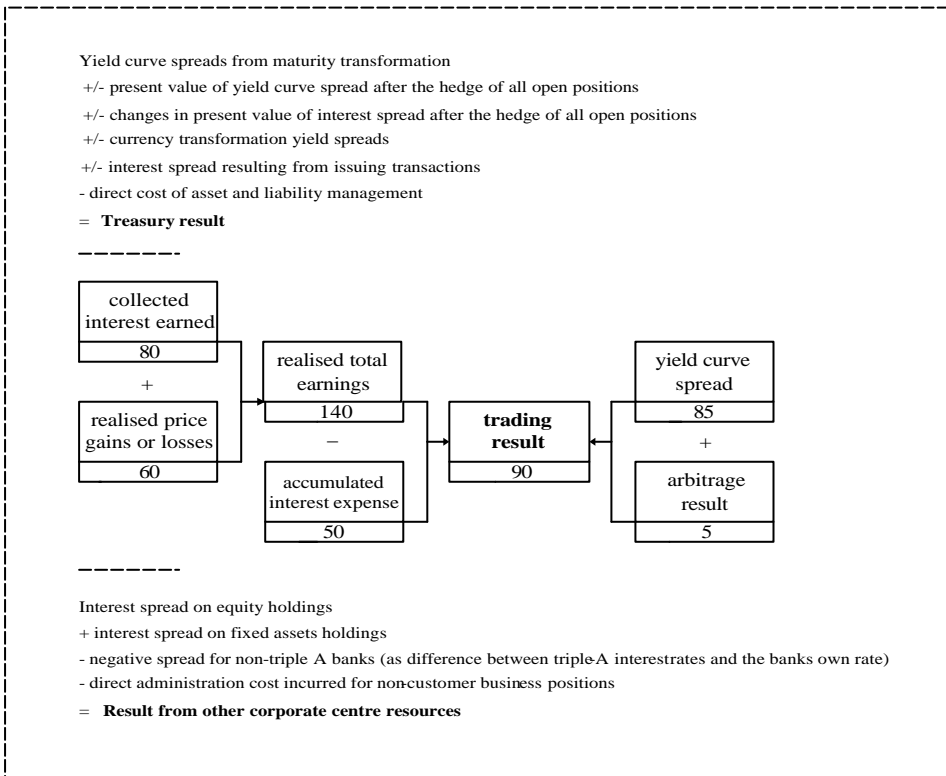 Yield curve spreads from maturity transformation
+/- present value of yield curve spread after the hedge of all open positions
+/- changes in present value of interest spread after the hedge of all open positions
+/- currency transformation yield spreads
+/- interest spread resulting from issuing transactions
- direct cost of asset and liability management
= Treasury result
collected
interest earned
80
+
realised price
gains or losses
60
realised total
earnings
140
−
accumulated
interest expense
50
trading
result
90
yield curve
spread
85
+
arbitrage
result
5
Interest spread on equity holdings
+ interest spread on fixed assets holdings
- negative spread for non-triple A banks (as difference between triple-A interestrates and the banks own rate)
- direct administration cost incurred for non-customer business positions
= Result from other corporate centre resources